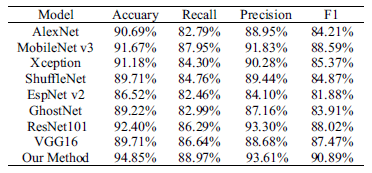 Model Accuary Recall Precision F1
AlexNet 90.69% 82.79% 88.95% 84.21%
MobileNet v3 91.67% 87.95% 91.83% 88.59%
Xception 91.18% 84.30% 90.28% 85.37%
ShuffleNet 89.71% 84.76% 89.44% 84.87%
EspNet v2 86.52% 82.46% 84.10% 81.88%
GhostNet 89.22% 82.99% 87.16% 83.91%
ResNet101 92.40% 86.29% 93.30% 88.02%
VGG16 89.71% 86.64% 88.68% 87.47%
Our Method 94.85% 88.97% 93.61% 90.89%